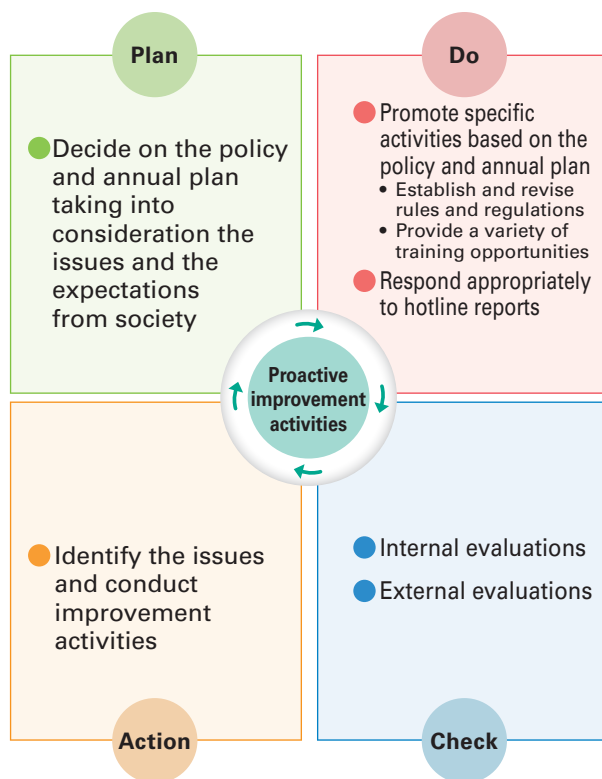 Plan
● Decide on the policy
and annual plan
taking into
consideration the
issues and the
expectations
from society
Do
● Promote specific
activities based on the
policy and annual plan
• Establish and revise
rules and regulations
• Provide a variety of
training opportunities
● Respond appropriately
to hotline reports
Proactive
improvement
activities
● Identify the issues
and conduct
improvement
activities
Action
● Internal evaluations
● External evaluations
Check